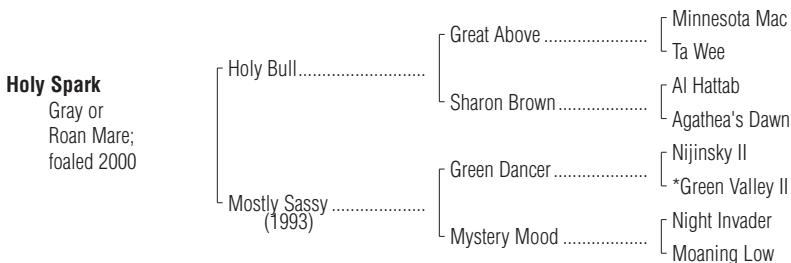 Minnesota Mac
Great Above ......................
Ta Wee
Holy Bull...........................
Holy Spark
Al Hattab
Gray or
Sharon Brown...................
Roan Mare;
Agathea's Dawn
foaled 2000
Nijinsky II
Green Dancer ....................
*Green Valley II
Mostly Sassy ....................
(1993)
Night Invader
Mystery Mood ..................
Moaning Low